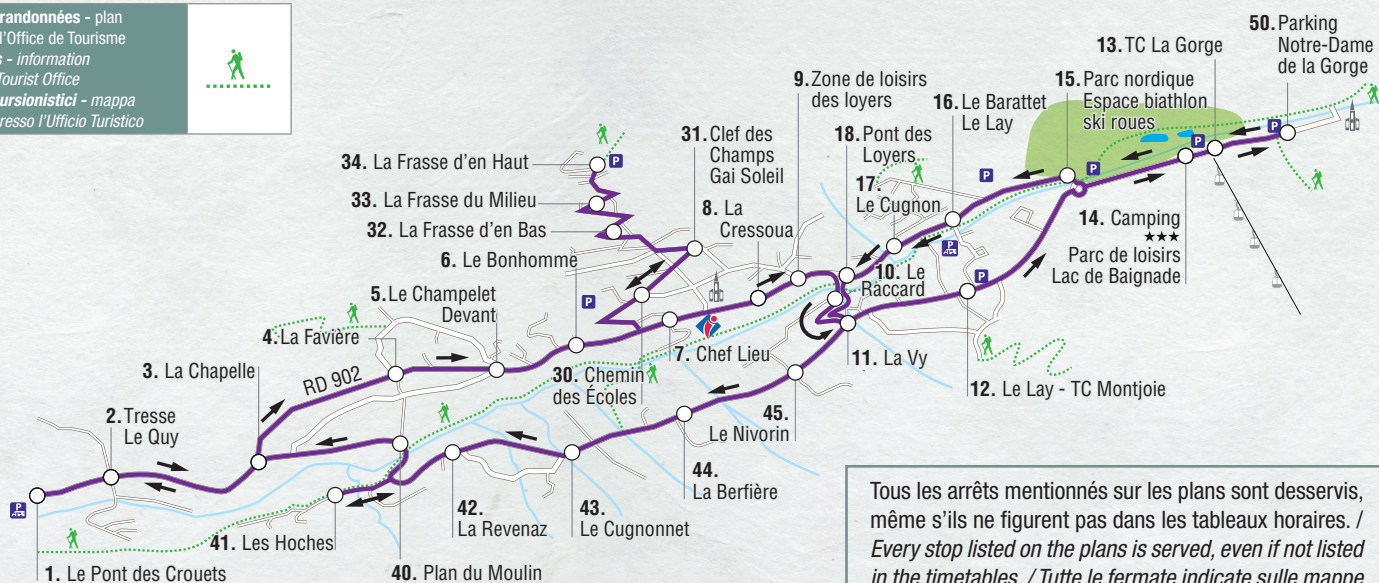 randonnées - plan
l'Office de Tourisme
s - information
Tourist Office
ursionistici - mappa
resso l'Ufficio Turistico
50. Parking
Notre-Dame
de la Gorge
13. TC La Gorge
15. Parc nordique
Espace biathlon
ski roues
9. Zone de loisirs
des loyers
16. Le Barattet
Le Lay
31. Clef des
Champs
Gai Soleil
18. Pont des
Loyers
34. La Frasse d'en Haut
P
P
P
P
P
17.
Le Cugnon
33. La Frasse du Milieu
8. La
Cressoua
32. La Frasse d'en Bas
14. Camping
★★★
Parc de loisirs
Lac de Baignade
6. Le Bonhomme
P
10. Le
Raccard
P
P
5. Le Champelet
Devant
4. La Favière
7. Chef Lieu
11. La Vy
3. La Chapelle
RD 902
30. Chemin
des Écoles
12. Le Lay - TC Montjoie
2. Tresse
Le Quy
45.
Le Nivorin
44.
La Berfière
P
42.
La Revenaz
43.
Le Cugnonnet
41. Les Hoches
1. Le Pont des Crouets
40. Plan du Moulin
Tous les arrêts mentionnés sur les plans sont desservis,
même s'ils ne figurent pas dans les tableaux horaires. /
Every stop listed on the plans is served, even if not listed
in the timetables. / Tutte le fermate indicate sulle mappe